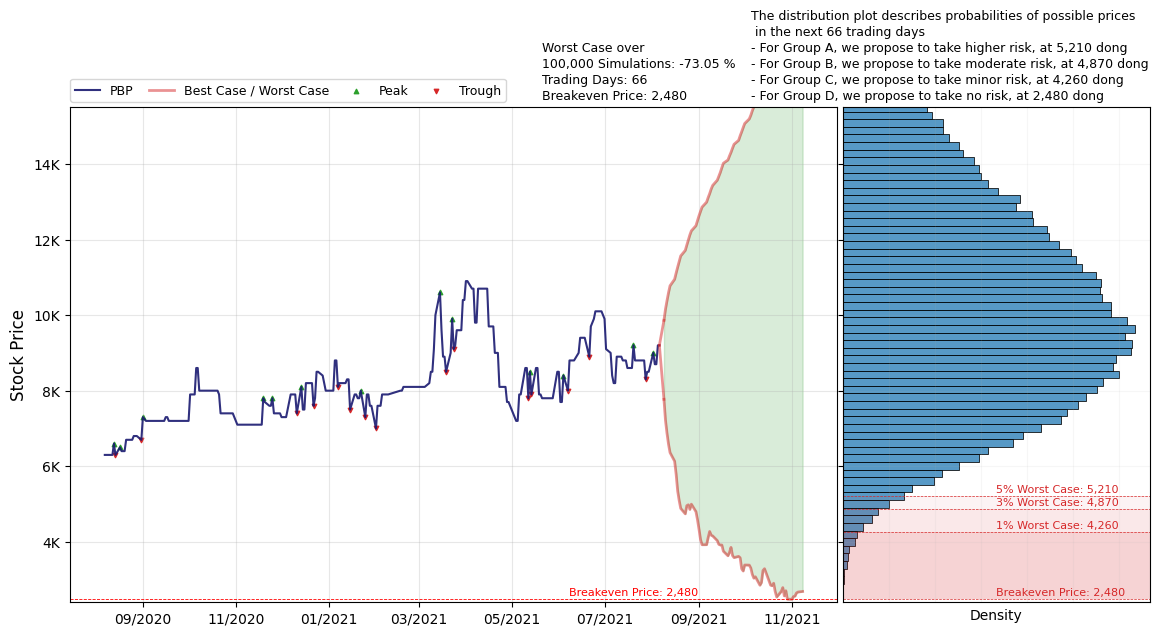 The distribution plot describes probabilities of possible prices
in the next 66 trading days
- For Group A, we propose to take higher risk, at 5,210 dong
- For Group B, we propose to take moderate risk, at 4,870 dong
- For Group C, we propose to take minor risk, at 4,260 dong
- For Group D, we propose to take no risk, at 2,480 dong
Worst Case over
100,000 Simulations: -73.05 %
Trading Days: 66
Breakeven Price: 2,480
PBP
Best Case / Worst Case
Peak
Trough
Stock Price
14K
12K
10K
8K
6K
4K
Breakeven Price: 2,480
09/2020
11/2020
01/2021
03/2021
05/2021
07/2021
09/2021
11/2021
5% Worst Case: 5,210
3% Worst Case: 4,870
1% Worst Case: 4,260
Breakeven Price: 2,480
Density